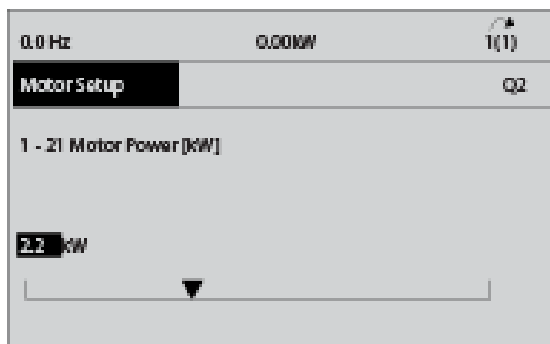 0.0 Hz 0.00kW 1(1)
Motor Setup Q2
1 - 21 Motor Power [kW]
2.2 kW